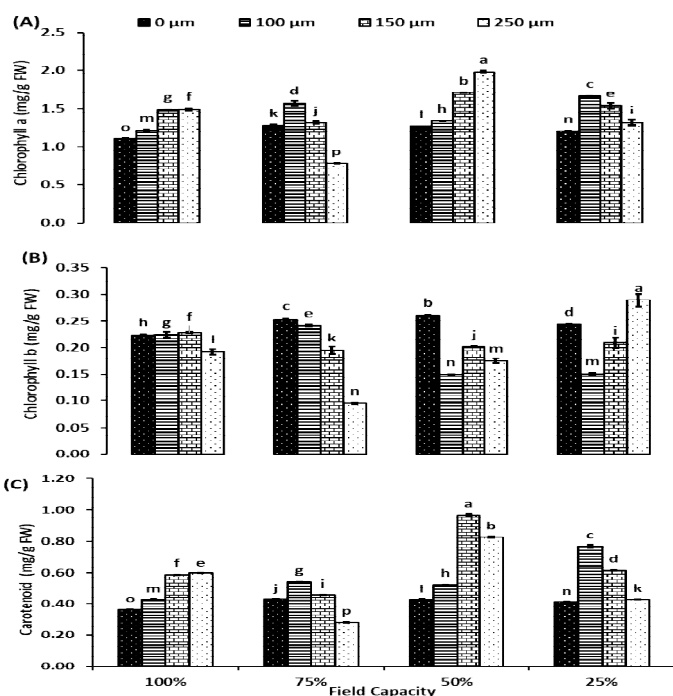 (A)
0 µm 100 µm 150 µm 250 µm
Chlorophyll a (mg/g FW)
2.5
2.0
1.5
1.0
0.5
0.0
o m g f
k d j p
l h b a
n c e i
(B)
Chlorophyll b (mg/g FW)
0.35
0.30
0.25
0.20
0.15
0.10
0.05
0.00
h g f l
c e k n
b n j m
d m i a
(C)
Carotenoid (mg/g FW)
1.20
1.00
0.80
0.60
0.40
0.20
0.00
o m f e
j g i p
l h a b
n c d k
100% 75% 50% 25%
Field Capacity